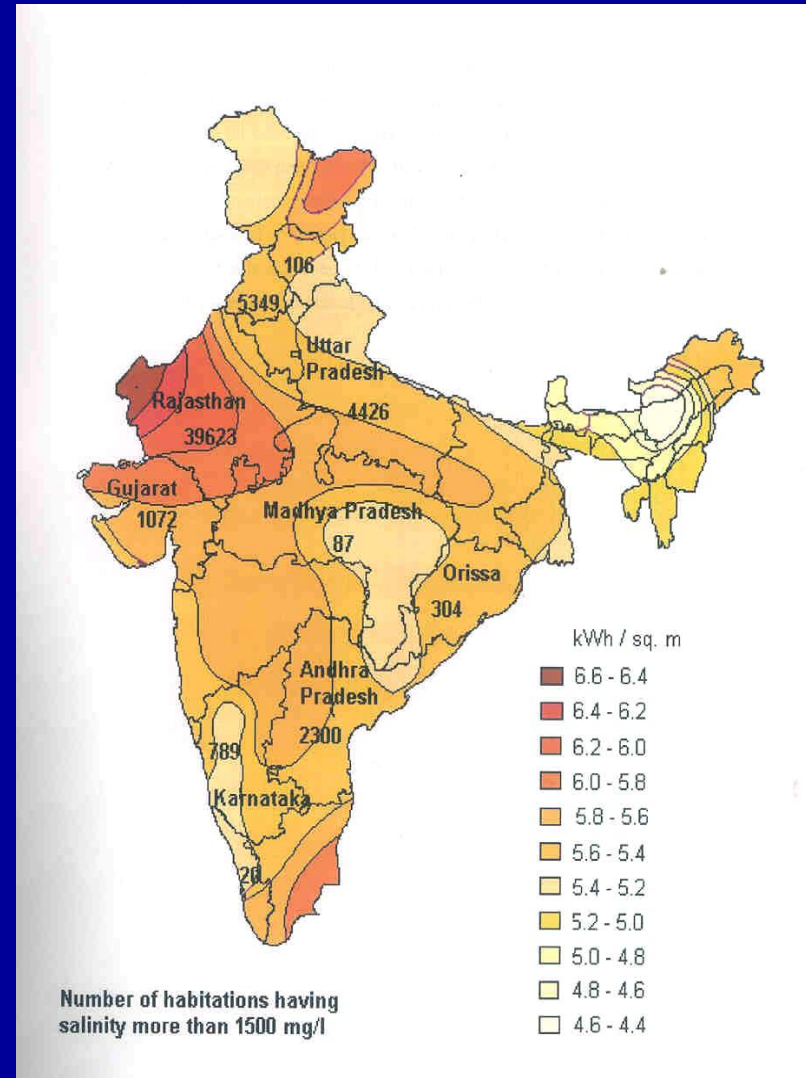 106
5349
Uttar
Pradesh
4426
Rajasthan
39623
Gujarat
1072
Madhya Pradesh
87
Orissa
304
Andhra
Pradesh
2300
789
Karnataka
20
kWh / sq. m
6.6 - 6.4
6.4 - 6.2
6.2 - 6.0
6.0 - 5.8
5.8 - 5.6
5.6 - 5.4
5.4 - 5.2
5.2 - 5.0
5.0 - 4.8
4.8 - 4.6
4.6 - 4.4
Number of habitations having
salinity more than 1500 mg/l